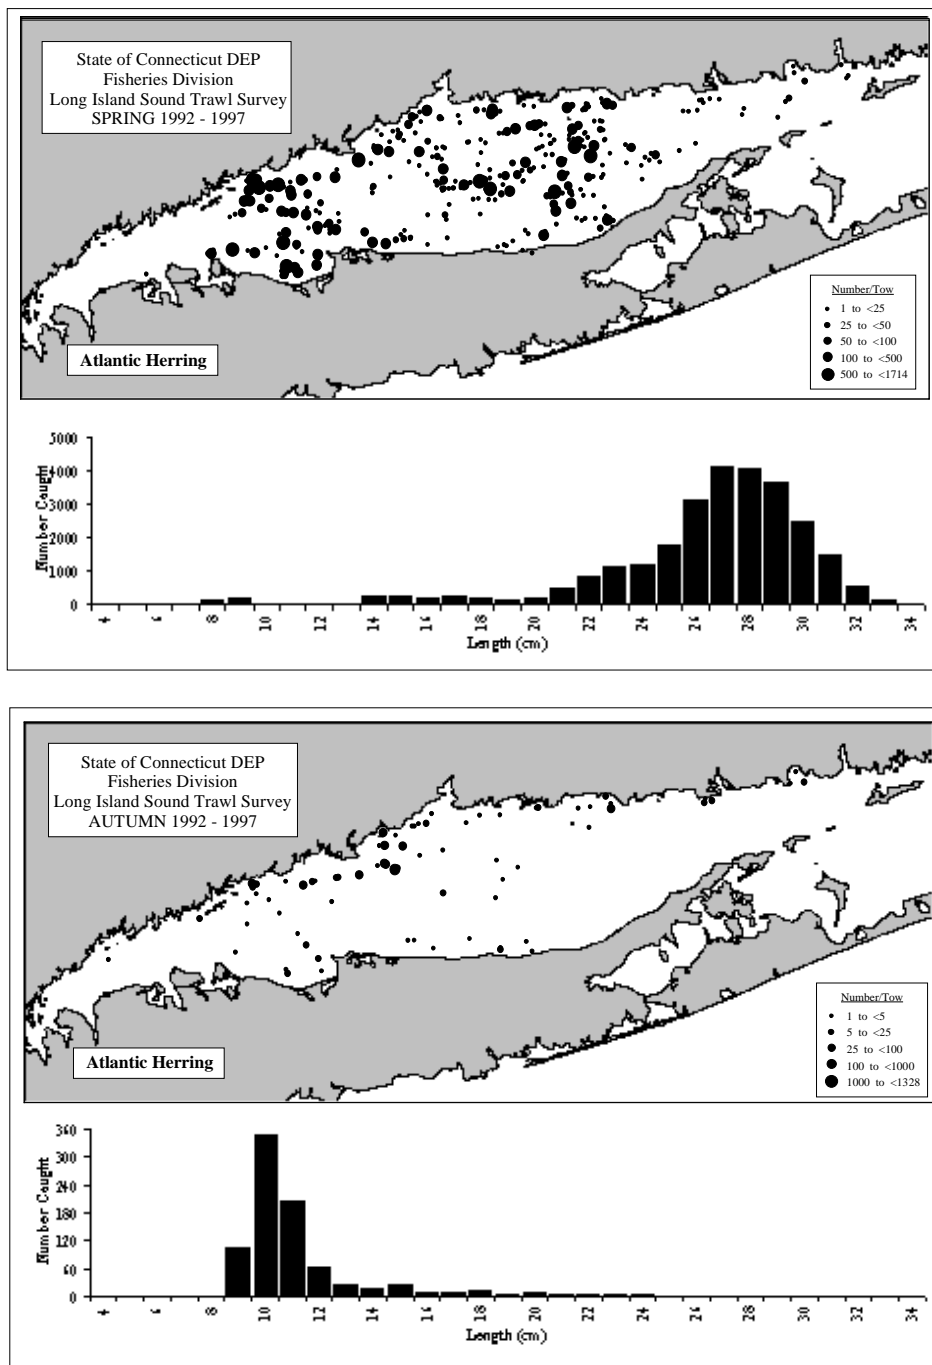 State of Connecticut DEP
Fisheries Division
Long Island Sound Trawl Survey
SPRING 1992 - 1997
Atlantic Herring
Number/Tow
1 to <25
25 to <50
50 to <100
100 to <500
500 to <1714
Number Caught
5000
4000
3000
2000
1000
0
4 6 8 10 12 14 16 18 20 22 24 26 28 30 32 34
Length (cm)
State of Connecticut DEP
Fisheries Division
Long Island Sound Trawl Survey
AUTUMN 1992 - 1997
Atlantic Herring
Number/Tow
1 to <5
5 to <25
25 to <100
100 to <1000
1000 to <1328
Number Caught
360
300
240
180
120
60
0
4 6 8 10 12 14 16 18 20 22 24 26 28 30 32 34
Length (cm)